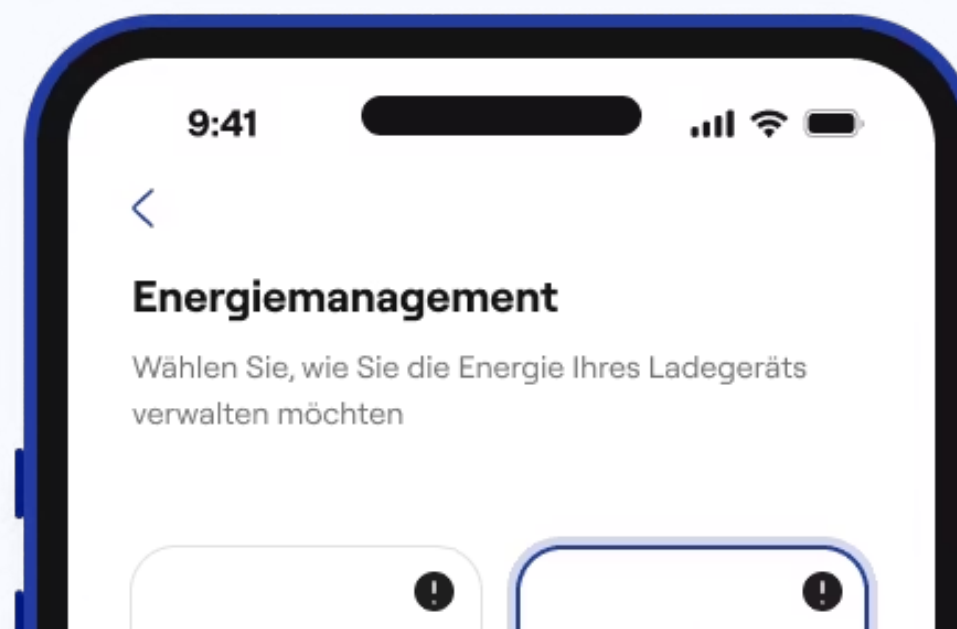 9:41
Energiemanagement
Wählen Sie, wie Sie die Energie Ihres Ladegeräts
verwalten möchten